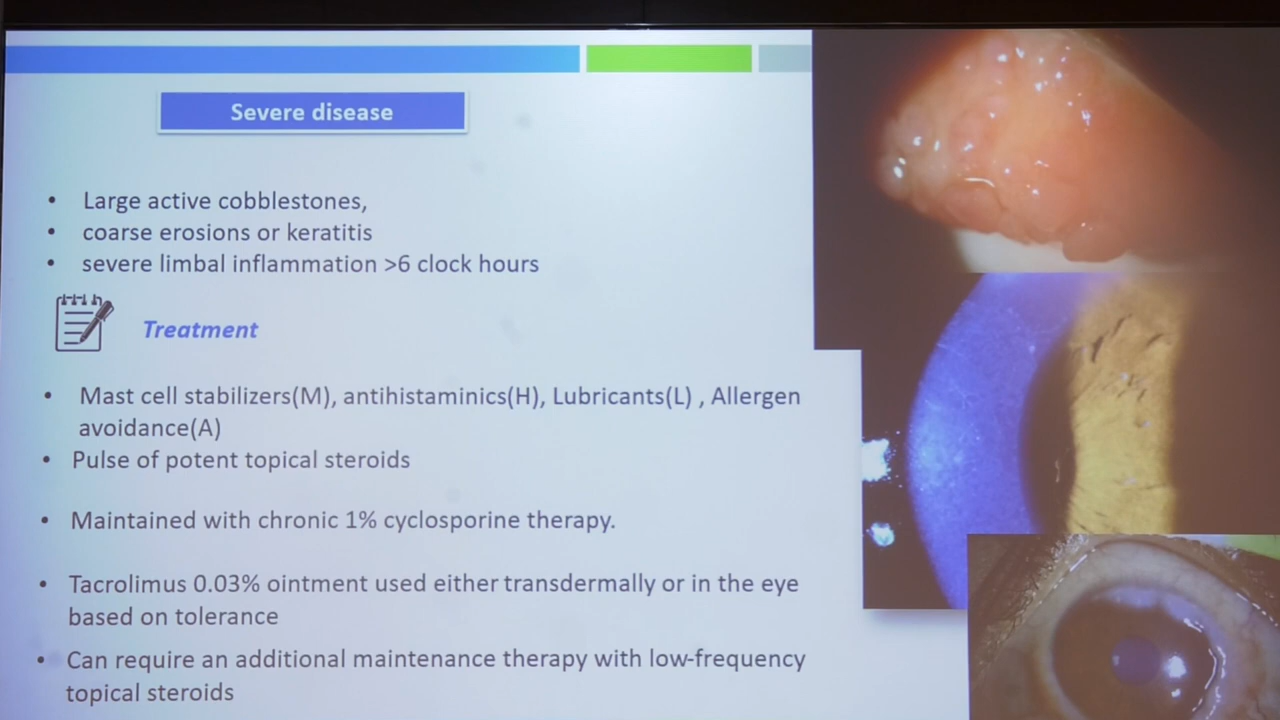 Severe disease
• Large active cobblestones,
• coarse erosions or keratitis
• severe limbal inflammation >6 clock hours
Treatment
• Mast cell stabilizers(M), antihistaminics(H), Lubricants(L) , Allergen
avoidance(A)
• Pulse of potent topical steroids
• Maintained with chronic 1% cyclosporine therapy.
• Tacrolimus 0.03% ointment used either transdermally or in the eye
based on tolerance
• Can require an additional maintenance therapy with low-frequency
topical steroids